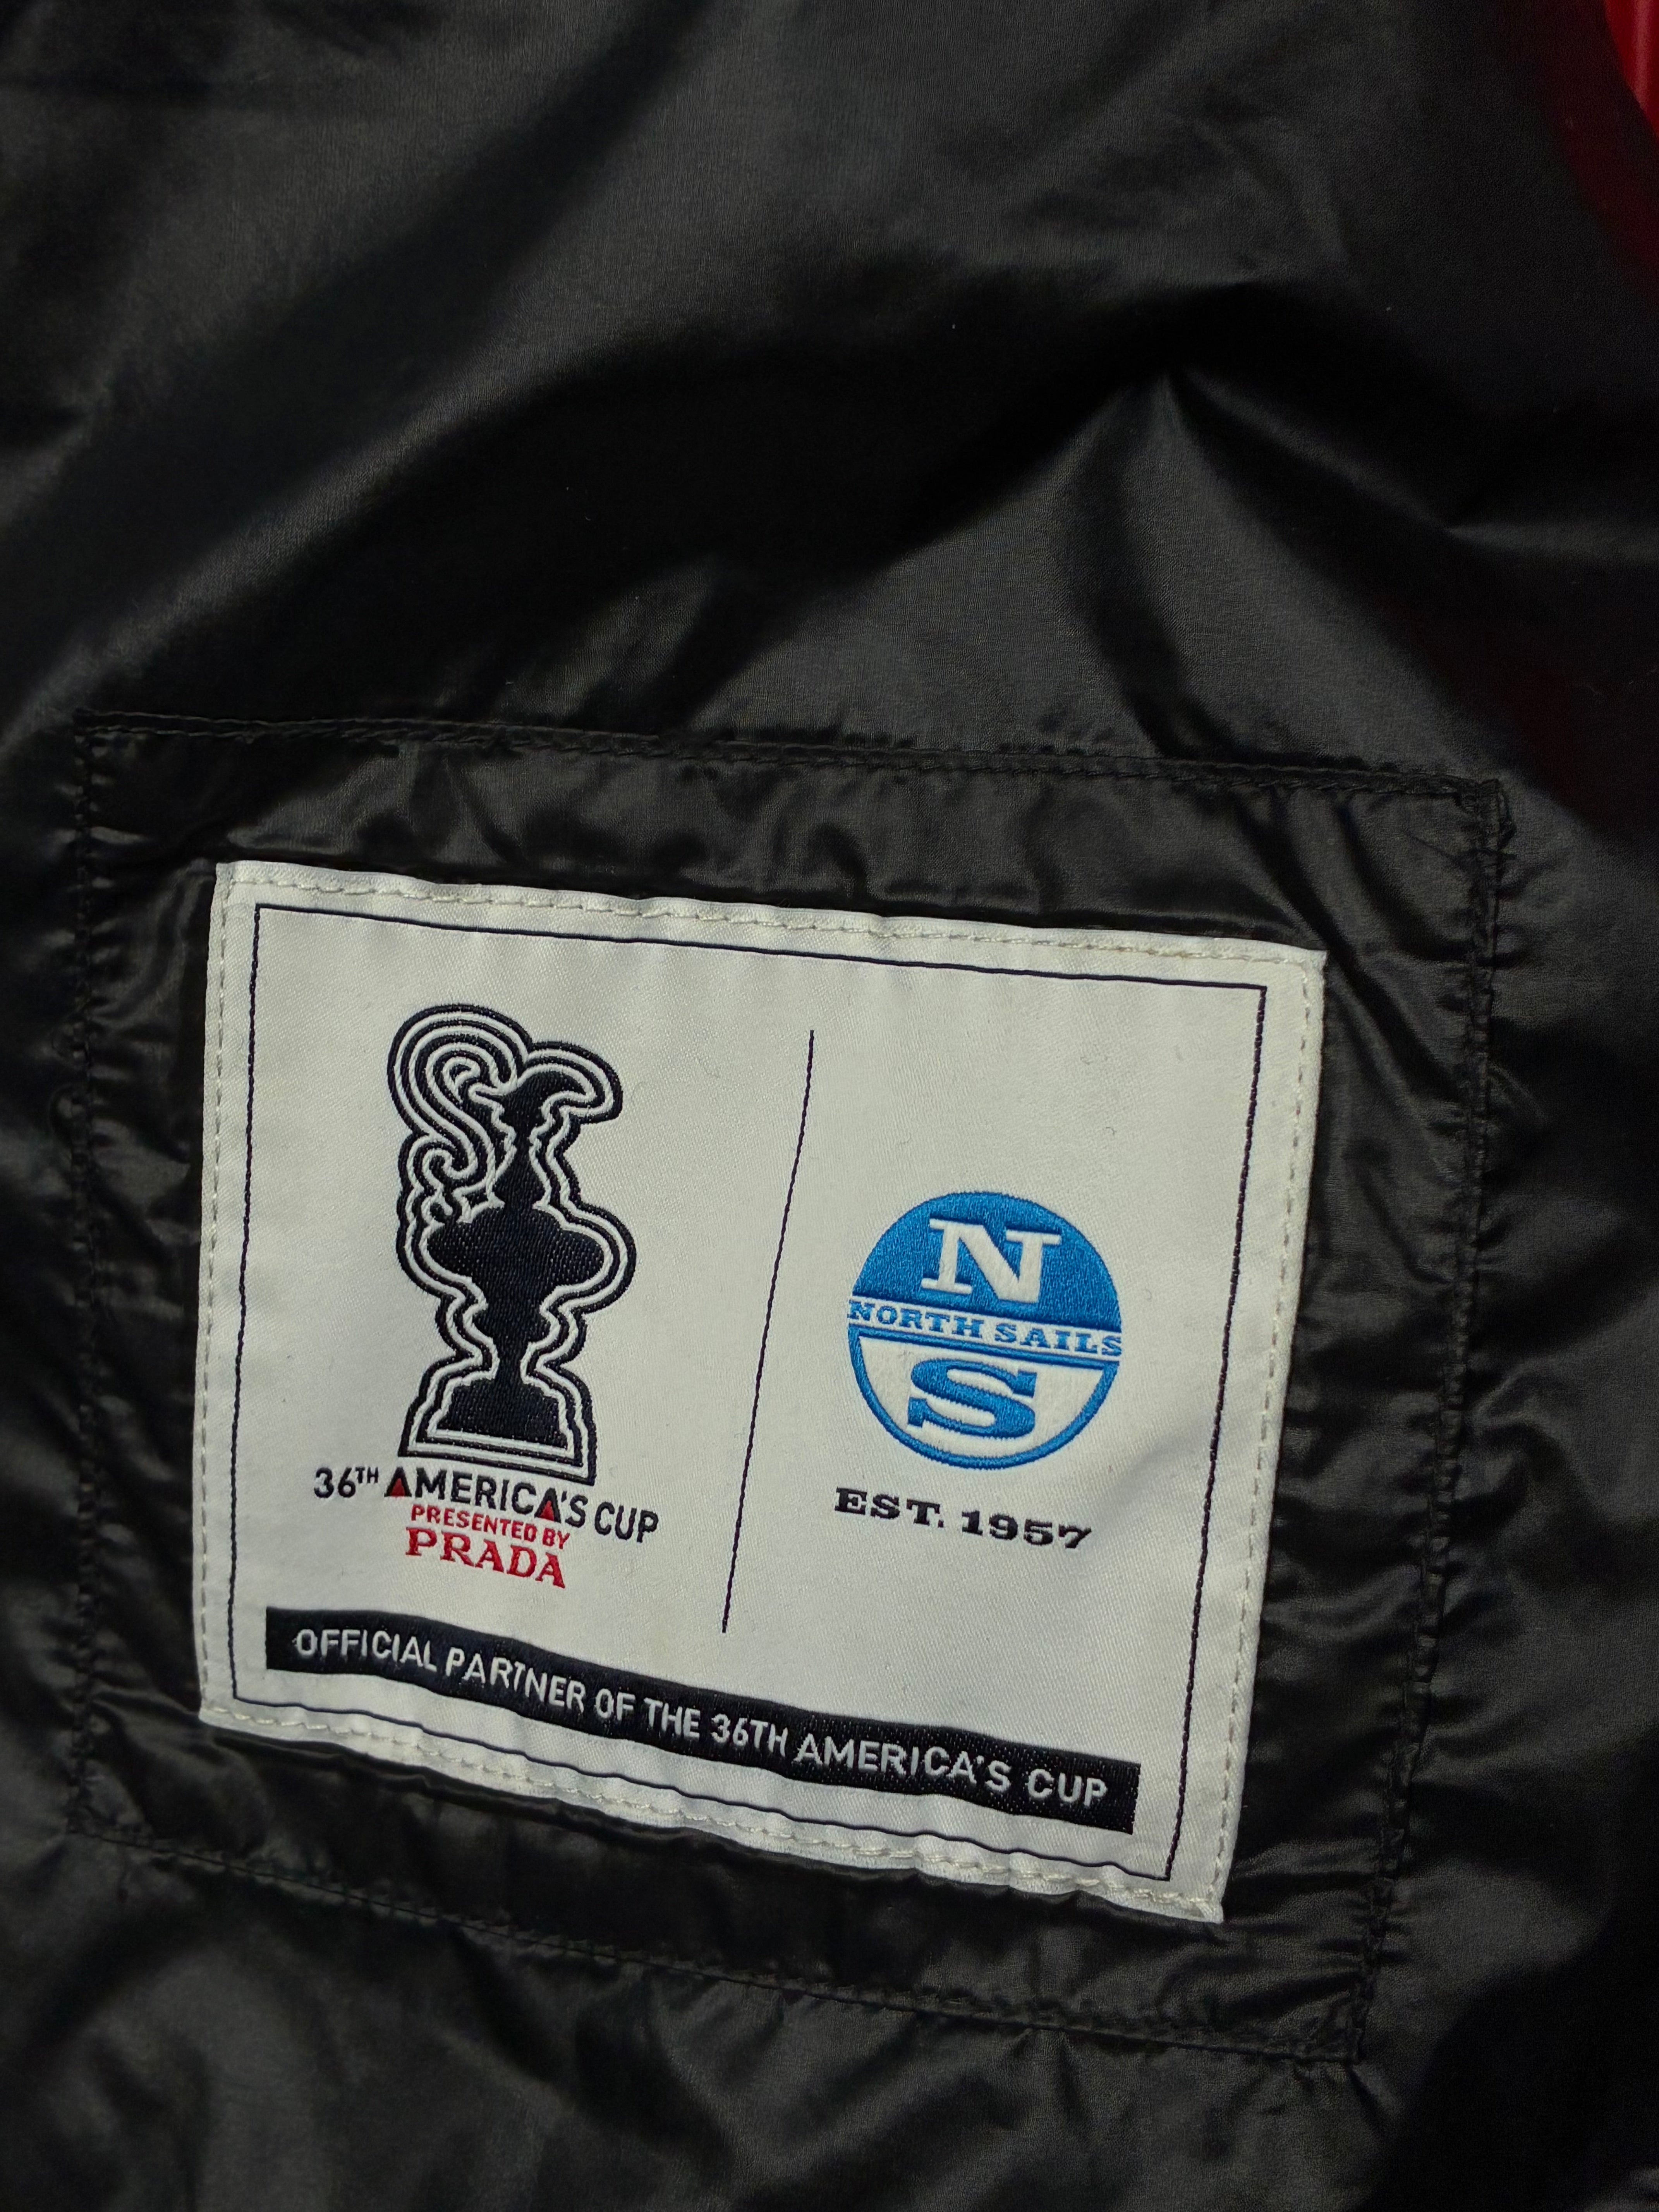 36TH AMERICA'S CUP
PRESENTED BY
PRADA
N
NORTH SAILS
S
EST. 1957
OFFICIAL PARTNER OF THE 36TH AMERICA'S CUP